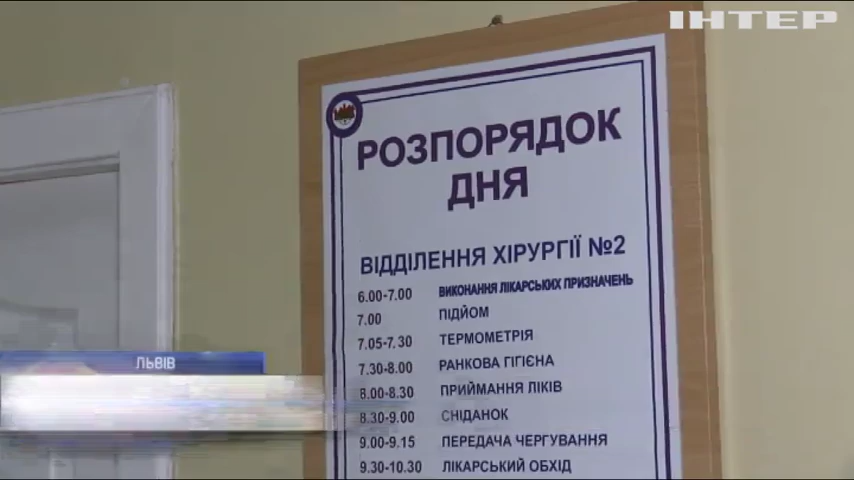 ІНТЕР
РОЗПОРЯДОК
ДНЯ
ВІДДІЛЕННЯ ХІРУРГІЇ №2
6.00-7.00 ВИКОНАННЯ ЛІКАРСЬКИХ ПРИЗНАЧЕНЬ
7.00 ПІДЙОМ
7.05-7.30 ТЕРМОМЕТРІЯ
7.30-8.00 РАНКОВА ГІГІЄНА
8.00-8.30 ПРИЙМАННЯ ЛІКІВ
8.30-9.00 СНІДАНОК
9.00-9.15 ПЕРЕДАЧА ЧЕРГУВАННЯ
9.30-10.30 ЛІКАРСЬКИЙ ОБХІД
ЛЬВІВ